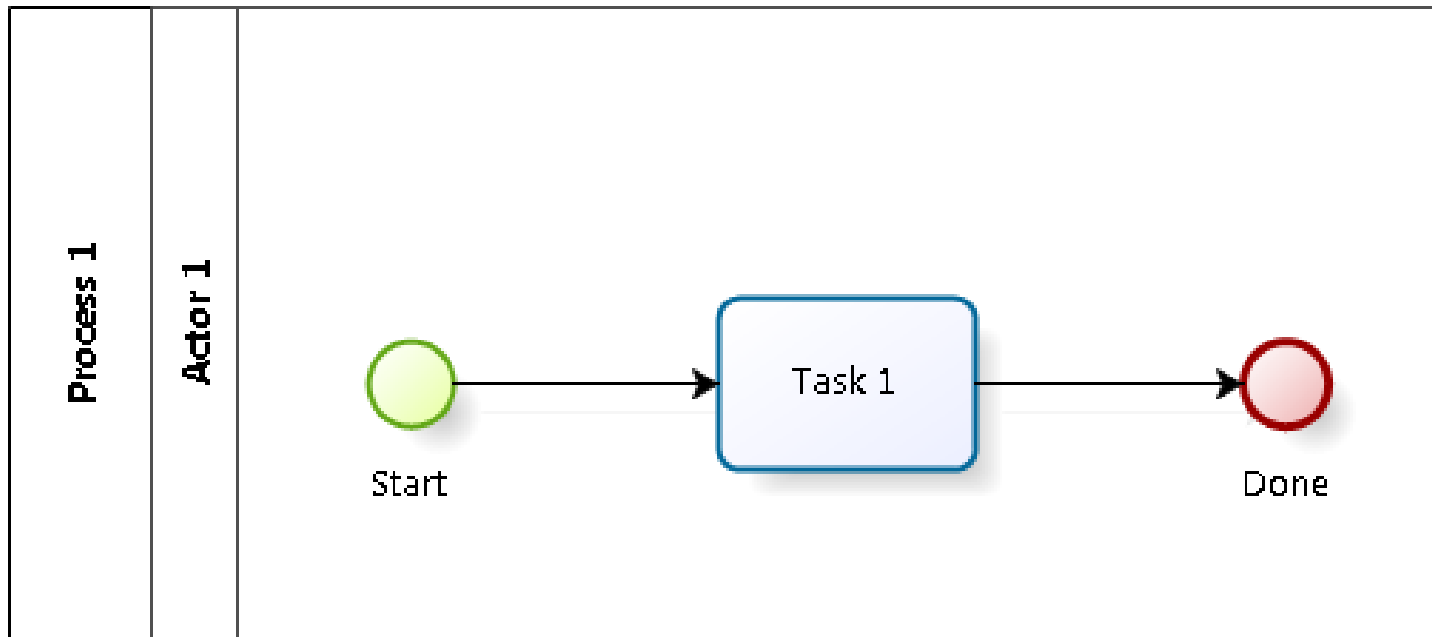 Process 1
Actor 1
Task 1
Start
Done